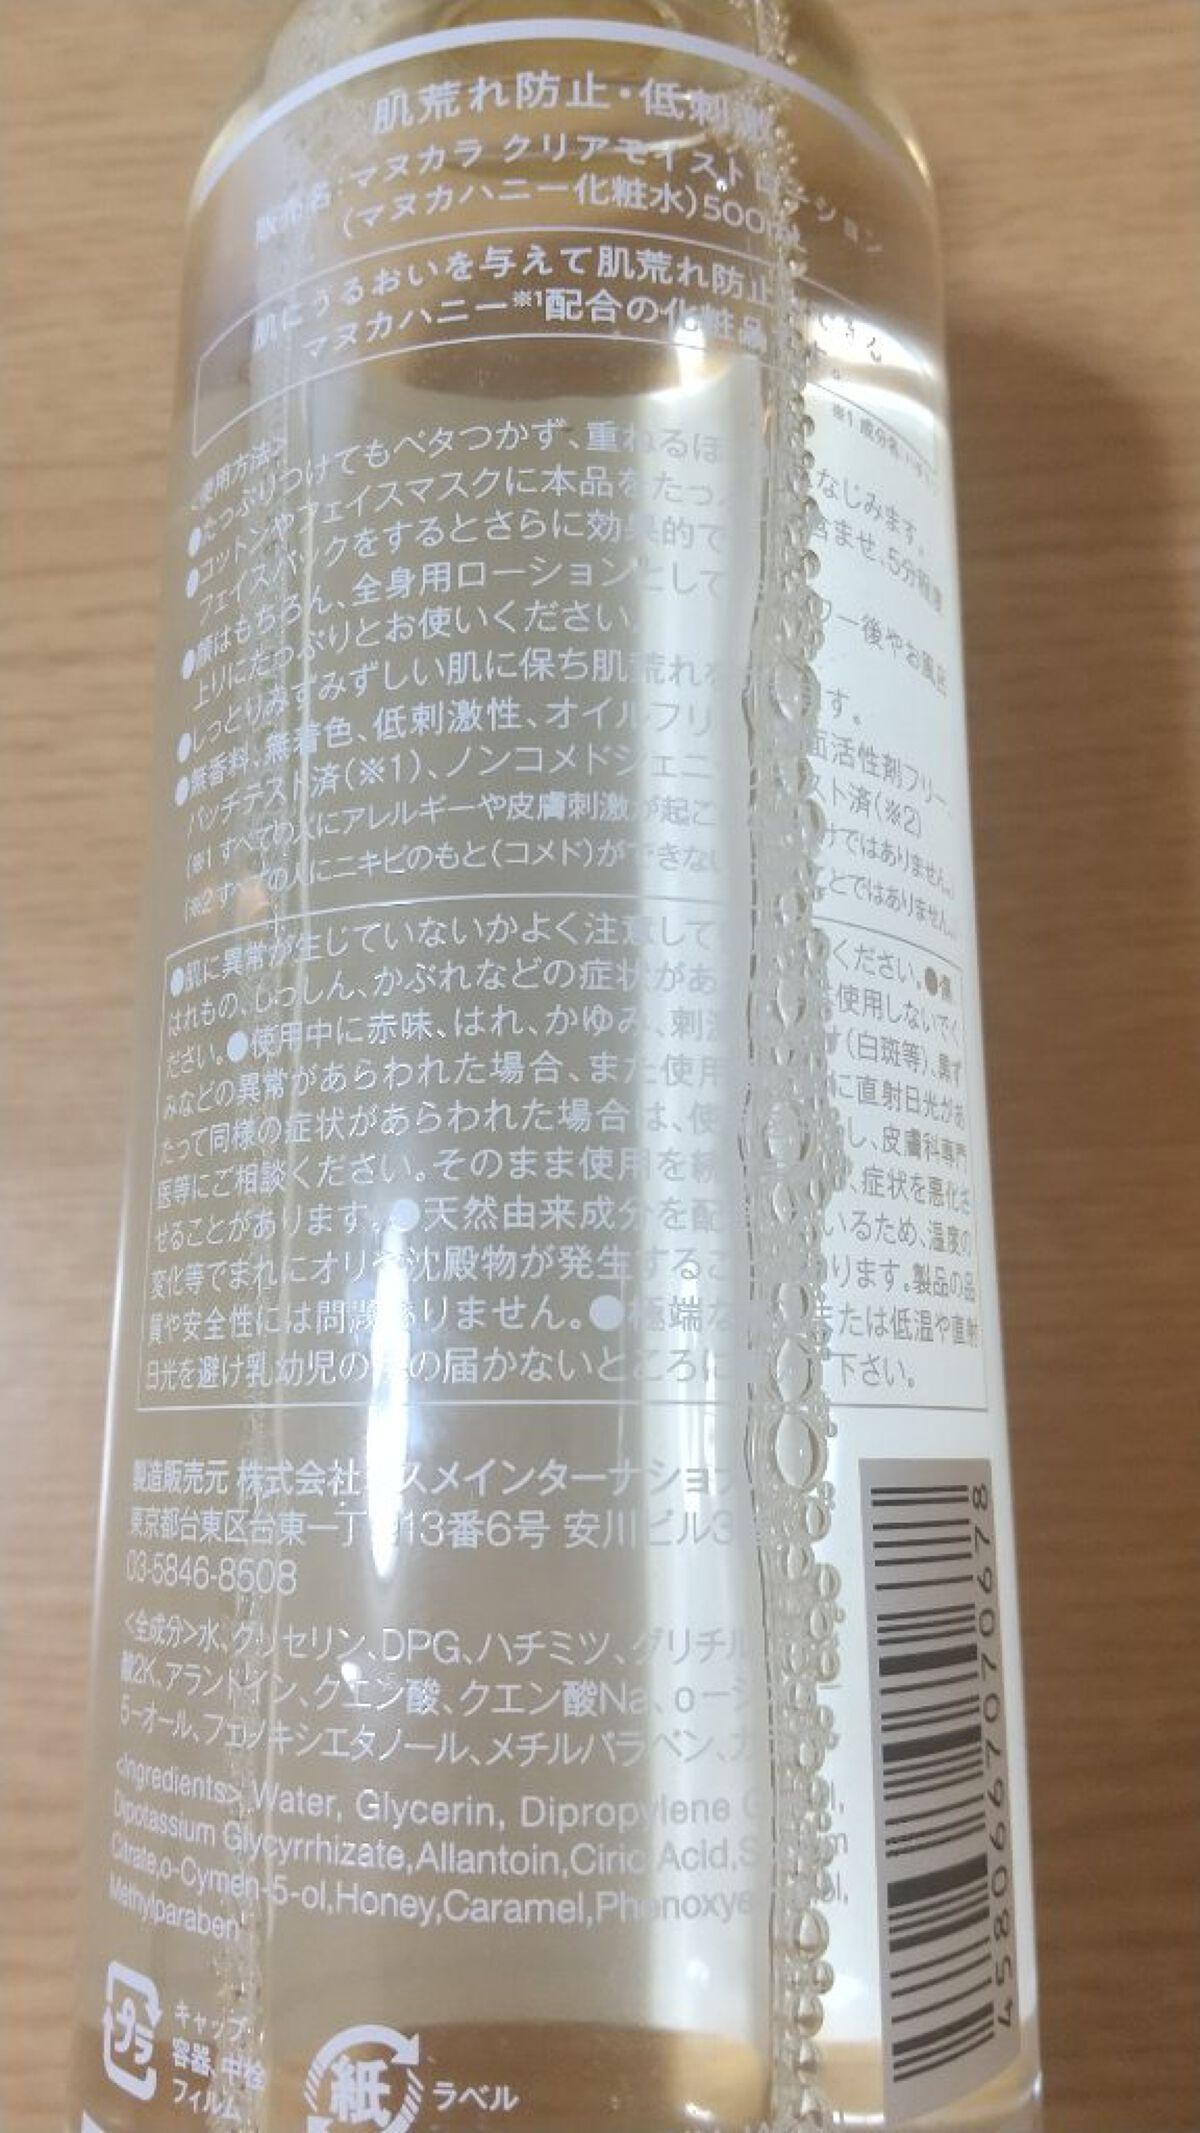 肌荒れ防止・低刺激
販売名:マヌカラ クリアモイストローション
(マヌカハニー化粧水)500mL
肌にうるおいを与えて肌荒れ防止
マヌカハニー※1配合の化粧品
※1 成分名
<使用方法>
●たっぷりつけてもベタつかず、重ねるほ なじみます。
●コットンやフェイスマスクに本品をたっ 含ませ、5分程度
フェイスパックをするとさらに効果的で
●顔はもちろん、全身用ローションとして ワー後やお風呂
上りにたっぷりとお使いください。
●しっとりみずみずしい肌に保ち肌荒れを ます。
●無香料、無着色、低刺激性、オイルフリ 面活性剤フリー、
パッチテスト済(※1)、ノンコメドジェニ スト済(※2)
(※1 すべての人にアレルギーや皮膚刺激が起こ けではありません。)
(※2 すべての人にニキビのもと(コメド)ができない ことではありません。)
●肌に異常が生じていないかよく注意して ください。●傷
はれもの、しっしん、かぶれなどの症状があ は使用しないでく
ださい。●使用中に赤味、はれ、かゆみ、刺激 (白斑等)、黒ず
みなどの異常があらわれた場合、また使用 に直射日光があ
たって同様の症状があらわれた場合は、使 し、皮膚科専門
医等にご相談ください。そのまま使用を続 、症状を悪化さ
せることがあります。●天然由来成分を配 いるため、温度の
変化等でまれにオリや沈殿物が発生するこ ります。製品の品
質や安全性には問題ありません。●極端な または低温や直射
日光を避け乳幼児の手の届かないところに 下さい。
製造販売元 株式会社 スメインターナショナ
東京都台東区台東一丁 13番6号 安川ビル3
03-5846-8508
<全成分>水、グリセリン、DPG、ハチミツ、グリチル
酸2K、アラントイン、クエン酸、クエン酸Na、o-シ
5-オール、フェノキシエタノール、メチルパラベン、カ
<Ingredients> Water, Glycerin, Dipropylene
Dipotassium Glycyrrhizate,Allantoin,Ciric Acid,
Citrate,o-Cymen-5-ol,Honey,Caramel,Phenoxye
Methylparaben
プラ
キャップ・
容器、中栓
フィルム
紙
ラベル
4580679070978